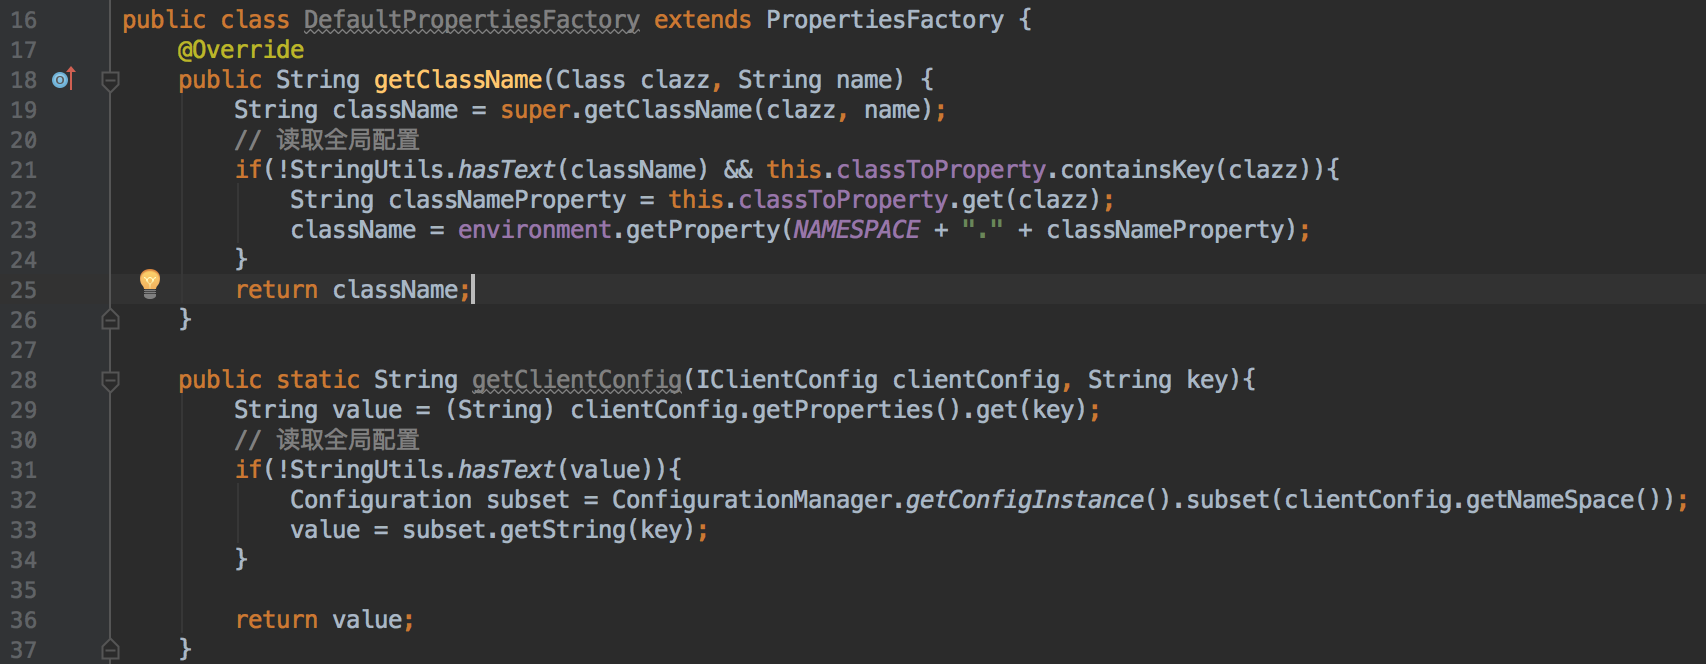 16 public class DefaultPropertiesFactory extends PropertiesFactory {
17     @Override
18     public String getClassName(Class clazz, String name) {
19         String className = super.getClassName(clazz, name);
20         // 读取全局配置
21         if(!StringUtils.hasText(className) && this.classToProperty.containsKey(clazz)){
22             String classNameProperty = this.classToProperty.get(clazz);
23             className = environment.getProperty(NAMESPACE + "." + classNameProperty);
24         }
25         return className;
26     }
27
28     public static String getClientConfig(IClientConfig clientConfig, String key){
29         String value = (String) clientConfig.getProperties().get(key);
30         // 读取全局配置
31         if(!StringUtils.hasText(value)){
32             Configuration subset = ConfigurationManager.getConfigInstance().subset(clientConfig.getNameSpace());
33             value = subset.getString(key);
34         }
35
36         return value;
37     }